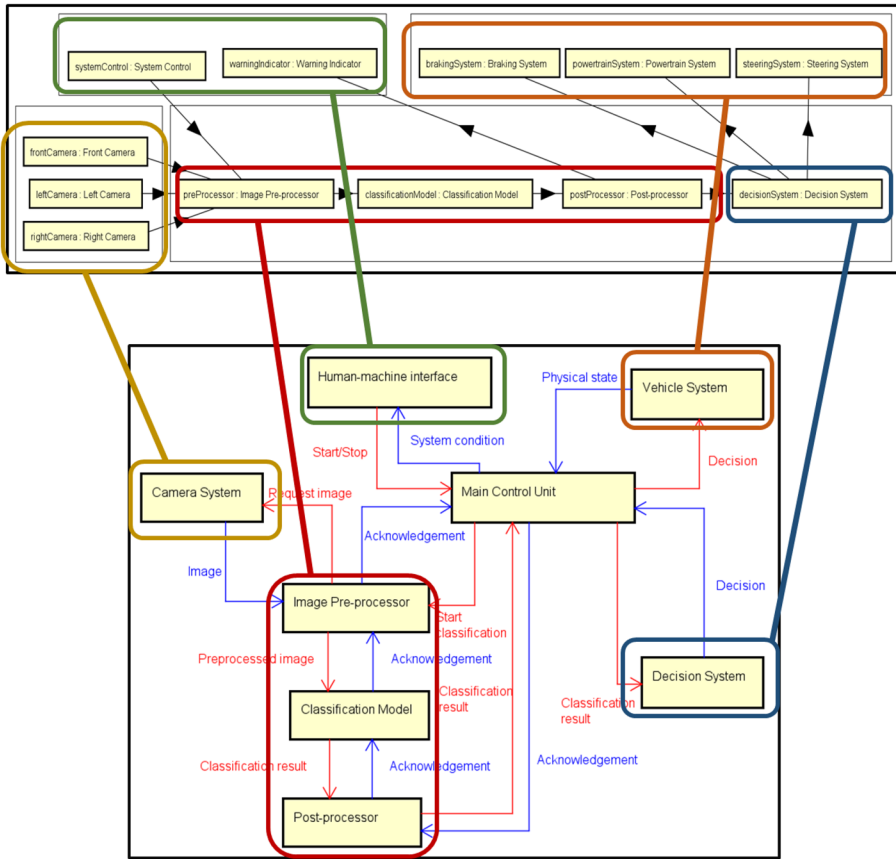 systemControl : System Control
warningIndicator : Warning Indicator
brakingSystem : Braking System
powertrainSystem : Powertrain System
steeringSystem : Steering System
frontCamera : Front Camera
leftCamera : Left Camera
rightCamera : Right Camera
preProcessor : Image Pre-processor
classificationModel : Classification Model
postProcessor : Post-processor
decisionSystem : Decision System
Human-machine interface
Physical state
Vehicle System
System condition
Start/Stop
Decision
Camera System
Request image
Main Control Unit
Acknowledgement
Image
Decision
Image Pre-processor
Start
classification
Preprocessed image
Acknowledgement
Decision System
Classification
result
Classification Model
Classification
result
Classification result
Acknowledgement
Acknowledgement
Post-processor